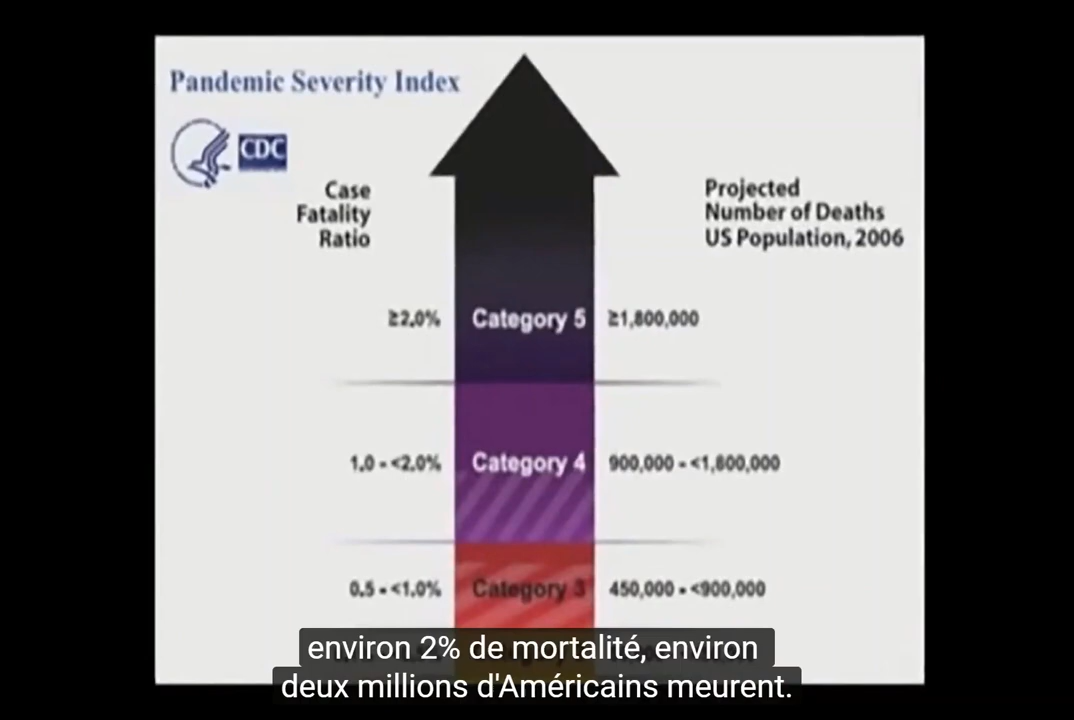 Pandemic Severity Index
CDC
Case
Fatality
Ratio
Projected
Number of Deaths
US Population, 2006
≥2.0% Category 5 ≥1,800,000
1.0 - <2.0% Category 4 900,000 - <1,800,000
0.5 - <1.0% Category 3 450,000 - <900,000
environ 2% de mortalité, environ
deux millions d'Américains meurent.